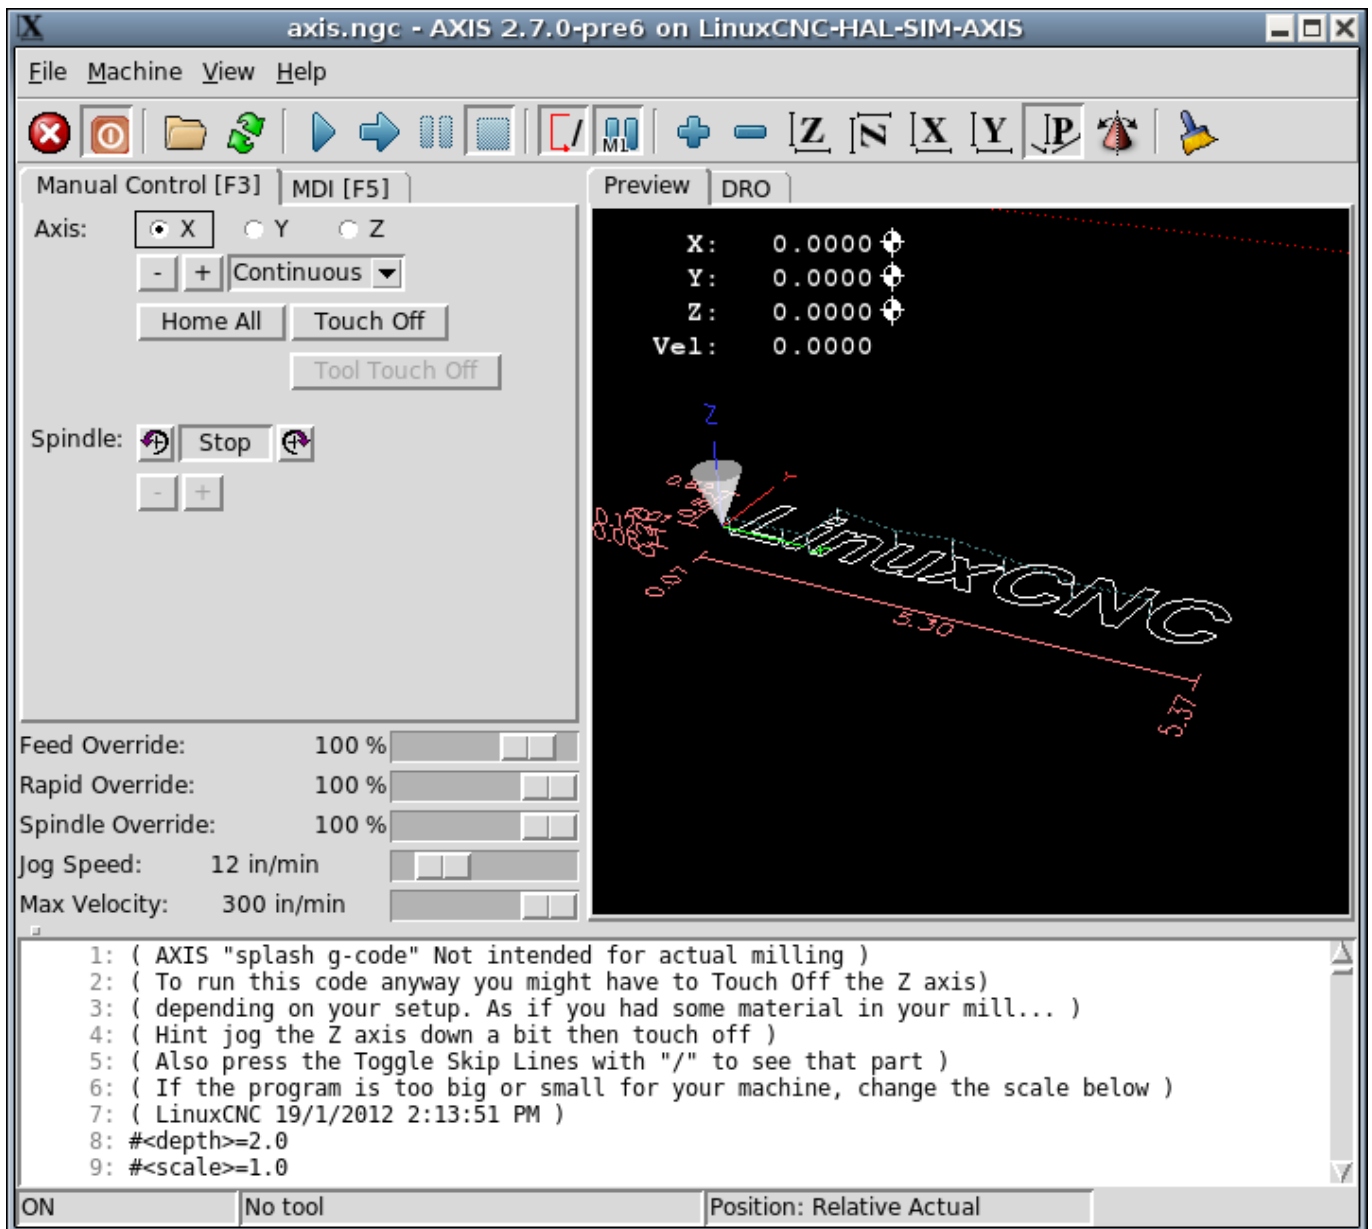 axis.ngc - AXIS 2.7.0-pre6 on LinuxCNC-HAL-SIM-AXIS
File Machine View Help
M1 Z N X Y P
Manual Control [F3] MDI [F5]
Preview DRO
Axis: X Y Z
- + Continuous
Home All Touch Off
Tool Touch Off
Spindle: Stop
- +
X: 0.0000
Y: 0.0000
Z: 0.0000
Vel: 0.0000
Z
Y
LinuxCNC
0.07
5.30
5.37
Feed Override: 100 %
Rapid Override: 100 %
Spindle Override: 100 %
Jog Speed: 12 in/min
Max Velocity: 300 in/min
1: ( AXIS "splash g-code" Not intended for actual milling )
2: ( To run this code anyway you might have to Touch Off the Z axis)
3: ( depending on your setup. As if you had some material in your mill... )
4: ( Hint jog the Z axis down a bit then touch off )
5: ( Also press the Toggle Skip Lines with "/" to see that part )
6: ( If the program is too big or small for your machine, change the scale below )
7: ( LinuxCNC 19/1/2012 2:13:51 PM )
8: #<depth>=2.0
9: #<scale>=1.0
ON No tool Position: Relative Actual